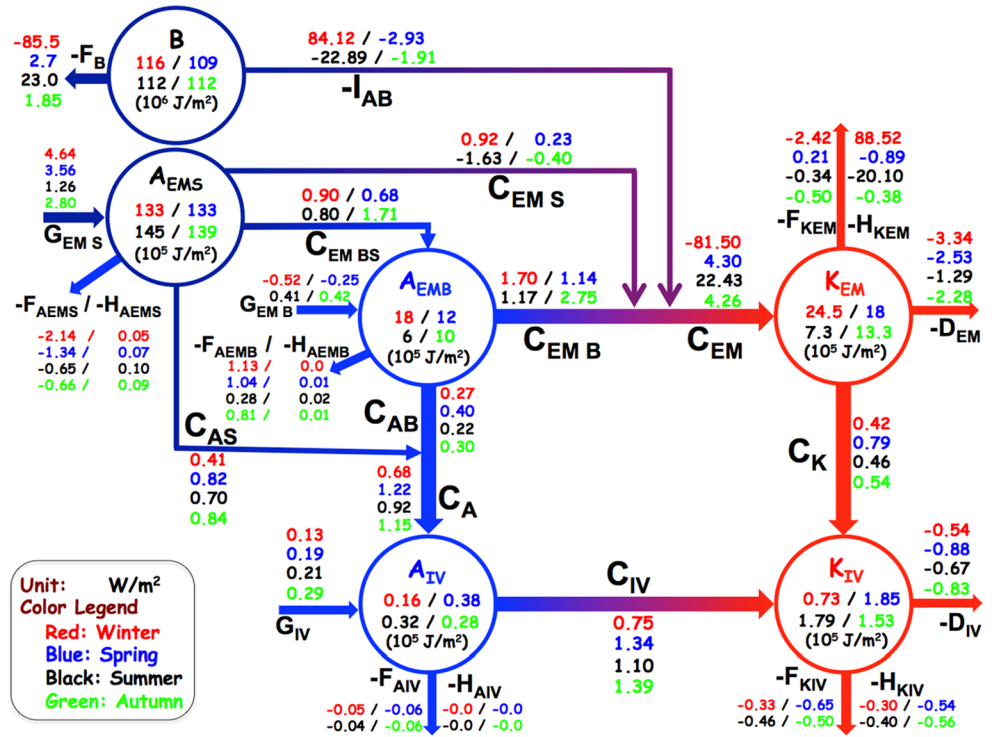 B
116 / 109
112 / 112
(10⁶ J/m²)
-85.5
2.7
23.0
1.85
-F_B
84.12 / -2.93
-22.89 / -1.91
-I_AB
A_EMS
133 / 133
145 / 139
(10⁵ J/m²)
4.64
3.56
1.26
2.80
G_EM S
0.92 / 0.23
-1.63 / -0.40
C_EM S
0.90 / 0.68
0.80 / 1.71
C_EM BS
-F_AEMS / -H_AEMS
-2.14 / 0.05
-1.34 / 0.07
-0.65 / 0.10
-0.66 / 0.09
-0.52 / -0.25
0.41 / 0.42
G_EM B
A_EMB
18 / 12
6 / 10
(10⁵ J/m²)
-F_AEMB / -H_AEMB
1.13 / 0.0
1.04 / 0.01
0.28 / 0.02
0.81 / 0.01
1.70 / 1.14
1.17 / 2.75
C_EM B
-81.50
4.30
22.43
4.26
C_EM
-2.42
0.21
-0.34
-0.50
-F_KEM
88.52
-0.89
-20.10
-0.38
-H_KEM
K_EM
24.5 / 18
7.3 / 13.3
(10⁵ J/m²)
-3.34
-2.53
-1.29
-2.28
-D_EM
C_AB
0.27
0.40
0.22
0.30
C_AS
0.41
0.82
0.70
0.84
0.68
1.22
0.92
1.15
C_A
C_K
0.42
0.79
0.46
0.54
0.13
0.19
0.21
0.29
G_IV
A_IV
0.16 / 0.38
0.32 / 0.28
(10⁵ J/m²)
C_IV
0.75
1.34
1.10
1.39
K_IV
0.73 / 1.85
1.79 / 1.53
(10⁵ J/m²)
-0.54
-0.88
-0.67
-0.83
-D_IV
-F_AIV
-0.05 / -0.06
-0.04 / -0.06
-H_AIV
-0.0 / -0.0
-0.0 / -0.0
-F_KIV
-0.33 / -0.65
-0.46 / -0.50
-H_KIV
-0.30 / -0.54
-0.40 / -0.56
Unit: W/m²
Color Legend
Red: Winter
Blue: Spring
Black: Summer
Green: Autumn